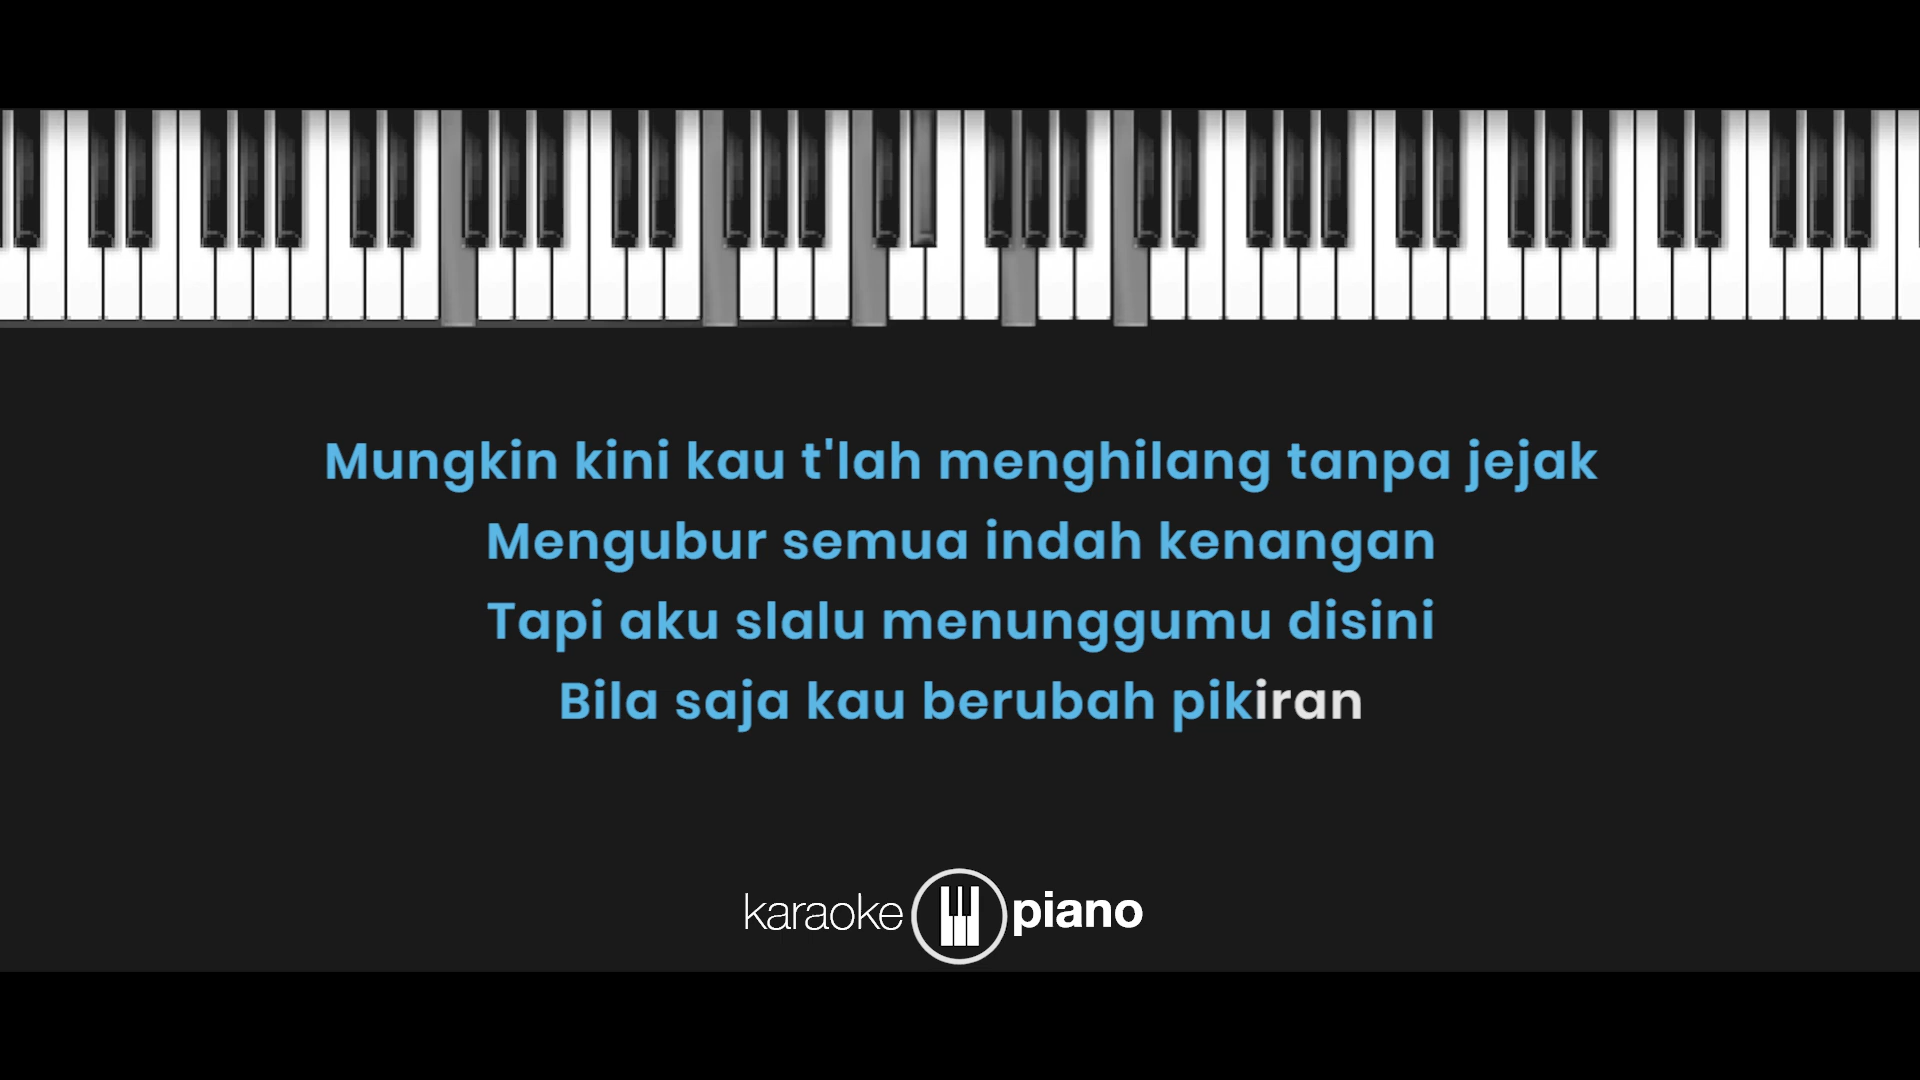 Mungkin kini kau t'lah menghilang tanpa jejak
Mengubur semua indah kenangan
Tapi aku slalu menunggumu disini
Bila saja kau berubah pikiran
karaoke piano